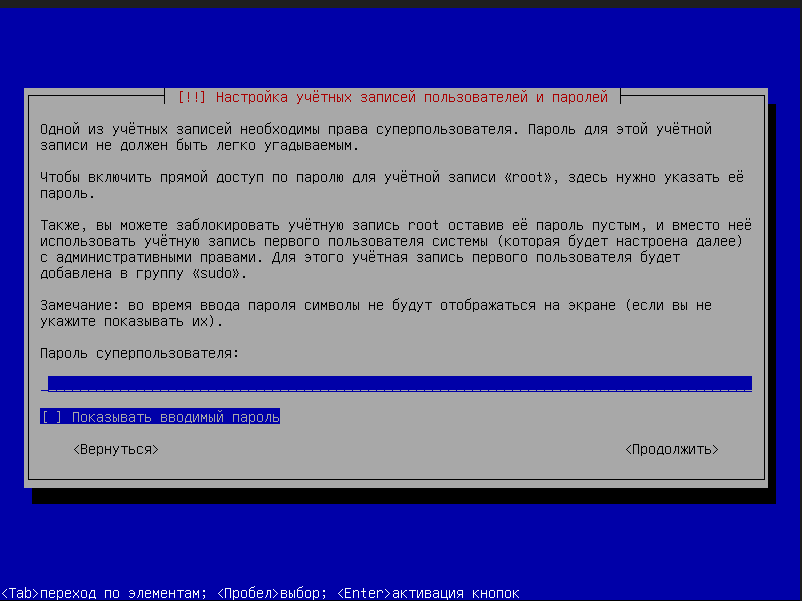 [!!] Настройка учётных записей пользователей и паролей
Одной из учётных записей необходимы права суперпользователя. Пароль для этой учётной
записи не должен быть легко угадываемым.
Чтобы включить прямой доступ по паролю для учётной записи «root», здесь нужно указать её
пароль.
Также, вы можете заблокировать учётную запись root оставив её пароль пустым, и вместо неё
использовать учётную запись первого пользователя системы (которая будет настроена далее)
с административными правами. Для этого учётная запись первого пользователя будет
добавлена в группу «sudo».
Замечание: во время ввода пароля символы не будут отображаться на экране (если вы не
укажите показывать их).
Пароль суперпользователя:
[ ] Показывать вводимый пароль
<Вернуться> <Продолжить>
<Tab>переход по элементам; <Пробел>выбор; <Enter>активация кнопок